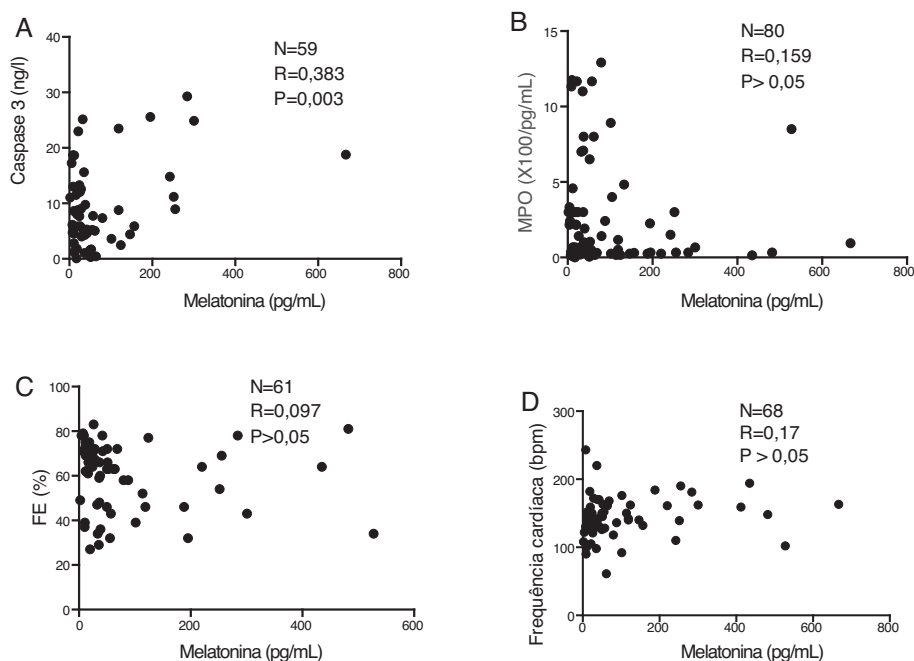 A
Caspase 3 (ng/l)
40
30
20
10
0
N=59
R=0,383
P=0,003
0 200 400 600 800
Melatonina (pg/mL)
B
MPO (X100/pg/mL)
15
10
5
0
N=80
R=0,159
P> 0,05
0 200 400 600 800
Melatonina (pg/mL)
C
FE (%)
100
80
60
40
20
0
N=61
R=0,097
P>0,05
0 200 400 600
Melatonina (pg/mL)
D
Frequência cardíaca (bpm)
300
200
100
0
N=68
R=0,17
P > 0,05
0 200 400 600 800
Melatonina (pg/mL)